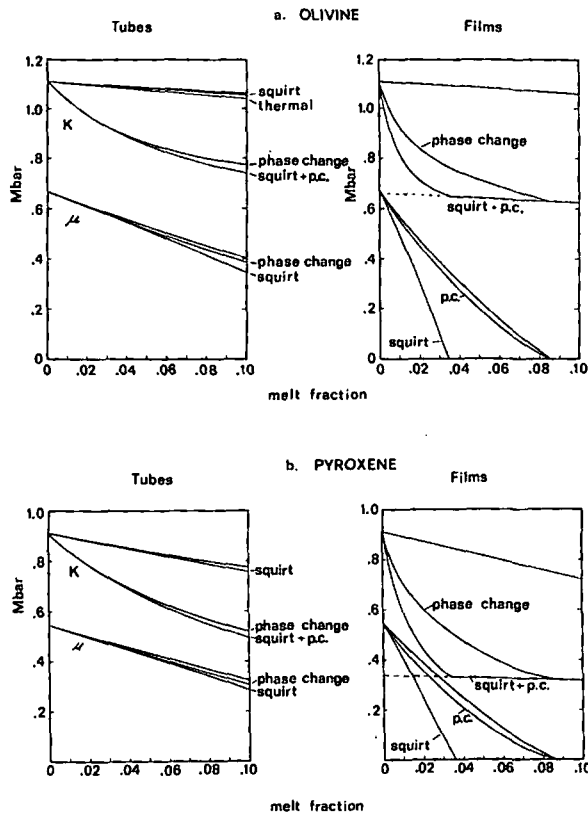 a. OLIVINE
Tubes
Films
Mbar
1.2
1.0
.8
.6
.4
.2
0
K
μ
squirt
thermal
phase change
squirt + p.c.
phase change
squirt
0 .02 .04 .06 .08 .10
Mbar
1.2
1.0
.8
.6
.4
.2
0
phase change
squirt + p.c.
p.c.
squirt
0 .02 .04 .06 .08 .10
melt fraction
b. PYROXENE
Tubes
Films
Mbar
1.0
.8
.6
.4
.2
K
μ
squirt
phase change
squirt + p.c.
phase change
squirt
0 .02 .04 .06 .08 .10
1.0
.8
.6
.4
.2
phase change
squirt + p.c.
p.c.
squirt
0 .02 .04 .06 .08 .10
melt fraction